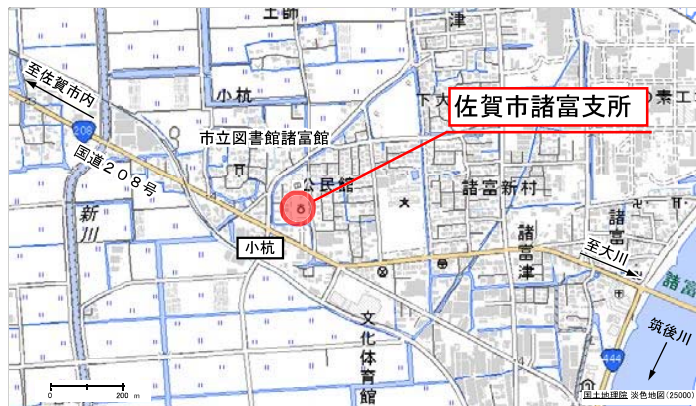 土師
津
至佐賀市内
小杭
下大
の素工
佐賀市諸富支所
208
市立図書館諸富館
国道208号
公民館
諸富新村
新川
小杭
諸富津
諸富
至大川
諸富
文化体育館
筑後川
444
0 200 m
国土地理院 淡色地図(25000)